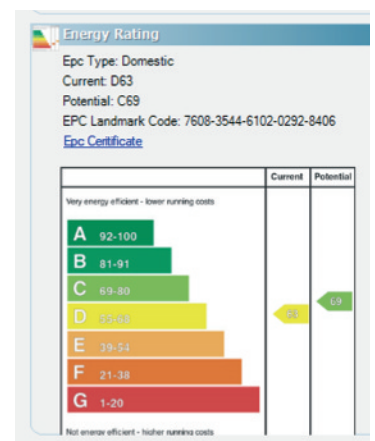 Energy Rating
Epc Type: Domestic
Current: D63
Potential: C69
EPC Landmark Code: 7608-3544-6102-0292-8406
Epc Certificate
Current Potential
Very energy efficient - lower running costs
A 92-100
B 81-91
C 69-80
69
D
E 39-54
F 21-38
G 1-20
Not energy efficient - higher running costs